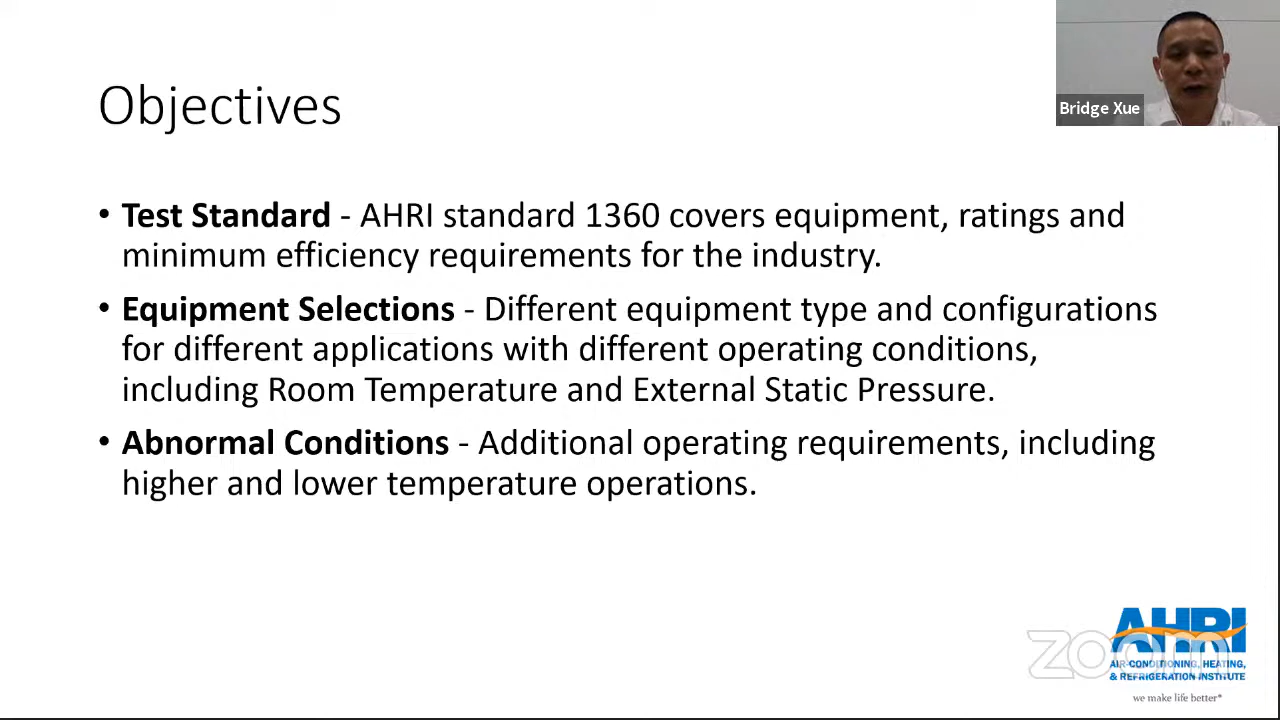 Objectives
Bridge Xue
• Test Standard - AHRI standard 1360 covers equipment, ratings and
minimum efficiency requirements for the industry.
• Equipment Selections - Different equipment type and configurations
for different applications with different operating conditions,
including Room Temperature and External Static Pressure.
• Abnormal Conditions - Additional operating requirements, including
higher and lower temperature operations.
AHRI
zoom
AIR-CONDITIONING, HEATING,
& REFRIGERATION INSTITUTE
we make life better*